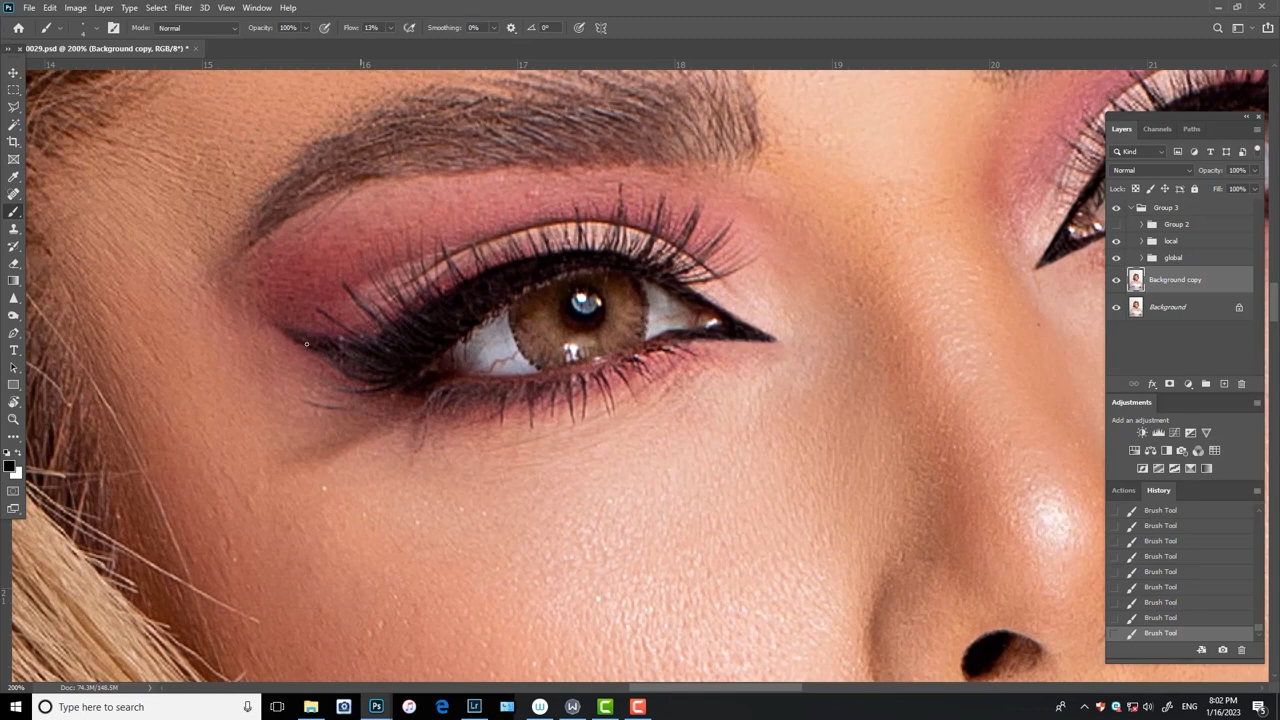 File Edit Image Layer Type Select Filter 3D View Window Help
4 Mode: Normal Opacity: 100% Flow: 13% Smoothing: 0% 0°
0029.psd @ 200% (Background copy, RGB/8*) *
14 15 16 17 18 19 20 21
Layers Channels Paths
Kind
Normal Opacity: 100%
Lock: Fill: 100%
Group 3
Group 2
local
global
Background copy
Background
Adjustments
Add an adjustment
Actions History
Brush Tool
Brush Tool
Brush Tool
Brush Tool
Brush Tool
Brush Tool
Brush Tool
Brush Tool
Brush Tool
2
1
200% Doc: 74.3M/148.5M
Type here to search
ENG
8:02 PM
1/16/2023
5